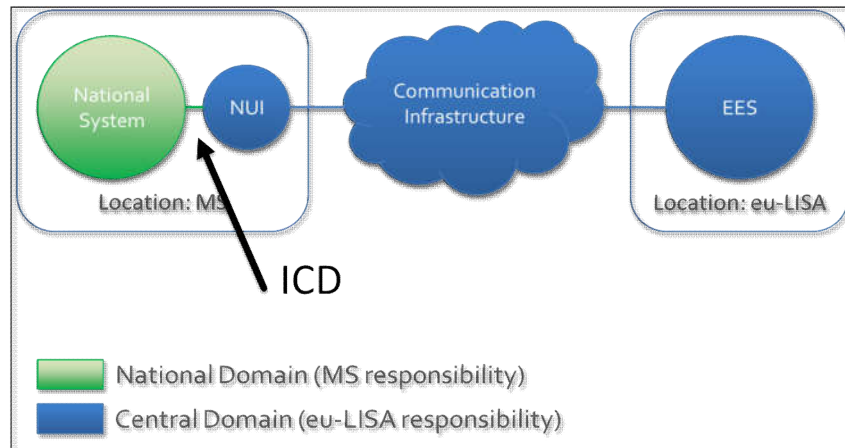 National
System
NUI
Communication
Infrastructure
EES
Location: MS
Location: eu-LISA
ICD
National Domain (MS responsibility)
Central Domain (eu-LISA responsibility)